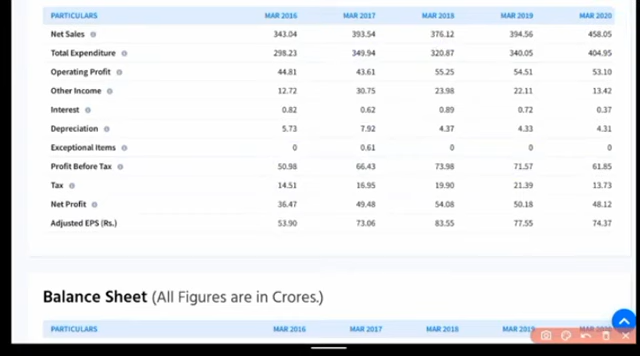 PARTICULARS MAR 2016 MAR 2017 MAR 2018 MAR 2019 MAR 2020
Net Sales 343.04 393.54 376.12 394.56 458.05
Total Expenditure 298.23 349.94 320.87 340.05 404.95
Operating Profit 44.81 43.61 55.25 54.51 53.10
Other Income 12.72 30.75 23.98 22.11 13.42
Interest 0.82 0.62 0.89 0.72 0.37
Depreciation 5.73 7.92 4.37 4.33 4.31
Exceptional Items 0 0.61 0 0 0
Profit Before Tax 50.98 66.43 73.98 71.57 61.85
Tax 14.51 16.95 19.90 21.39 13.73
Net Profit 36.47 49.48 54.08 50.18 48.12
Adjusted EPS (Rs.) 53.90 73.06 83.55 77.55 74.37
Balance Sheet (All Figures are in Crores.)
PARTICULARS MAR 2016 MAR 2017 MAR 2018 MAR 2019